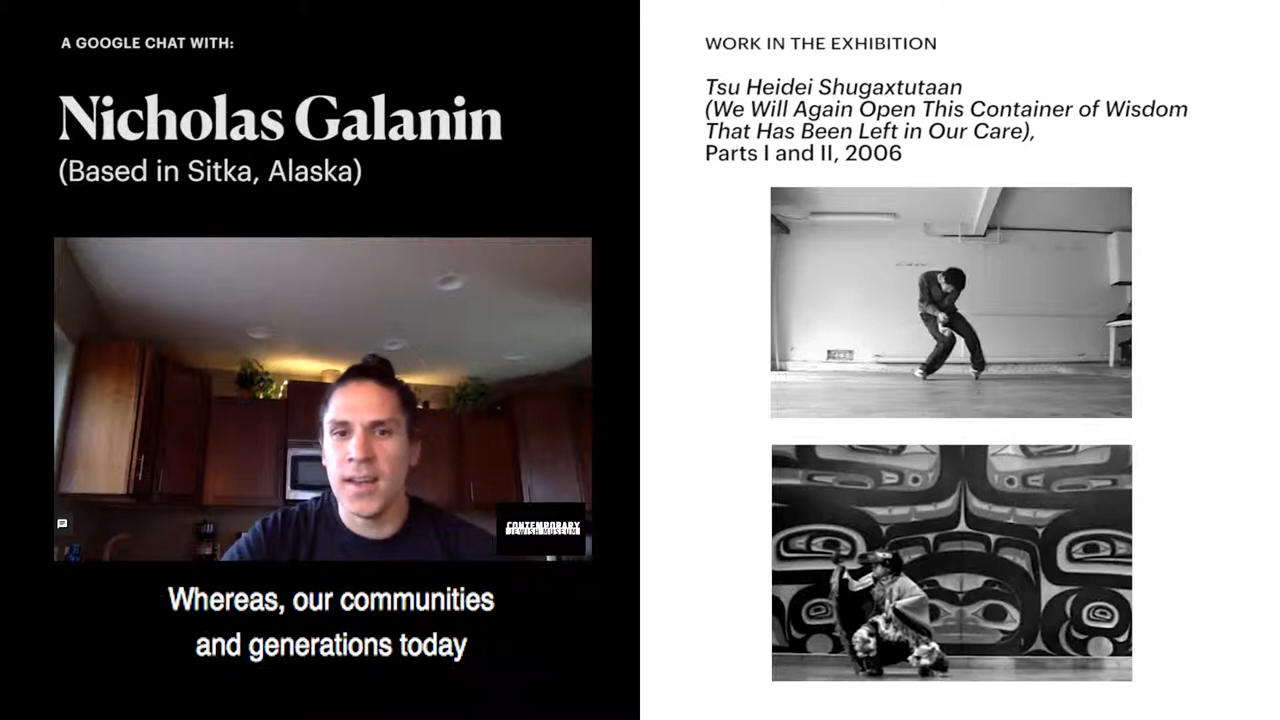 A GOOGLE CHAT WITH:
Nicholas Galanin
(Based in Sitka, Alaska)
CONTEMPORARY
JEWISH MUSEUM
Whereas, our communities
and generations today
WORK IN THE EXHIBITION
Tsu Heidei Shugaxtutaan
(We Will Again Open This Container of Wisdom
That Has Been Left in Our Care),
Parts I and II, 2006